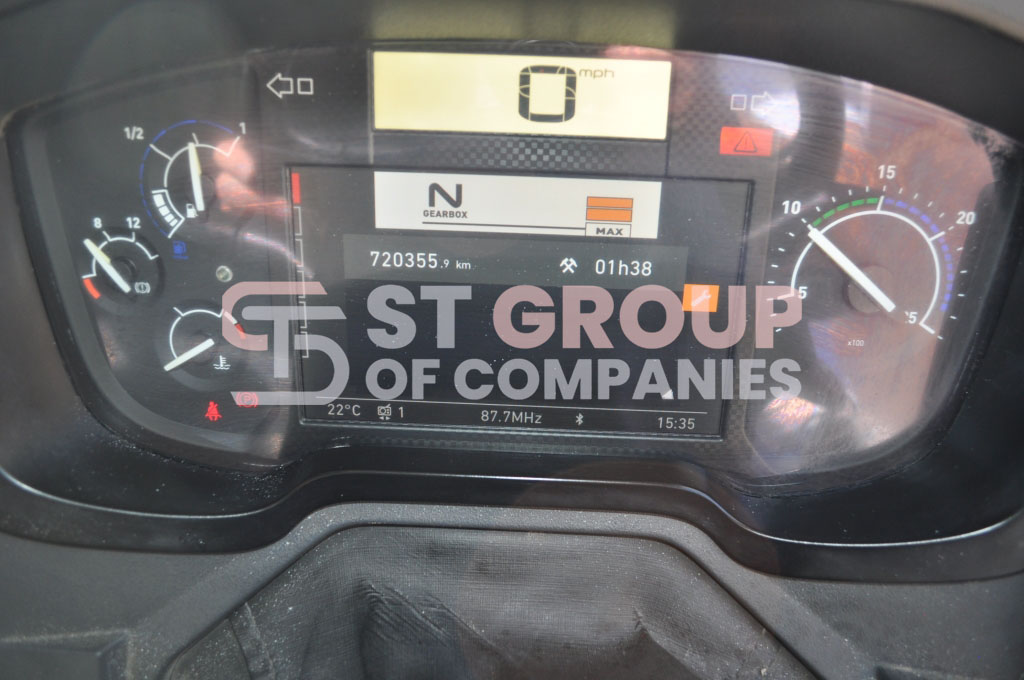 0 mph
1/2 1
N
GEARBOX
MAX
8 12
720355.9 km 01h38
5 10 15 20 25
x100
ST GROUP
OF COMPANIES
P
22°C 1 87.7MHz 15:35